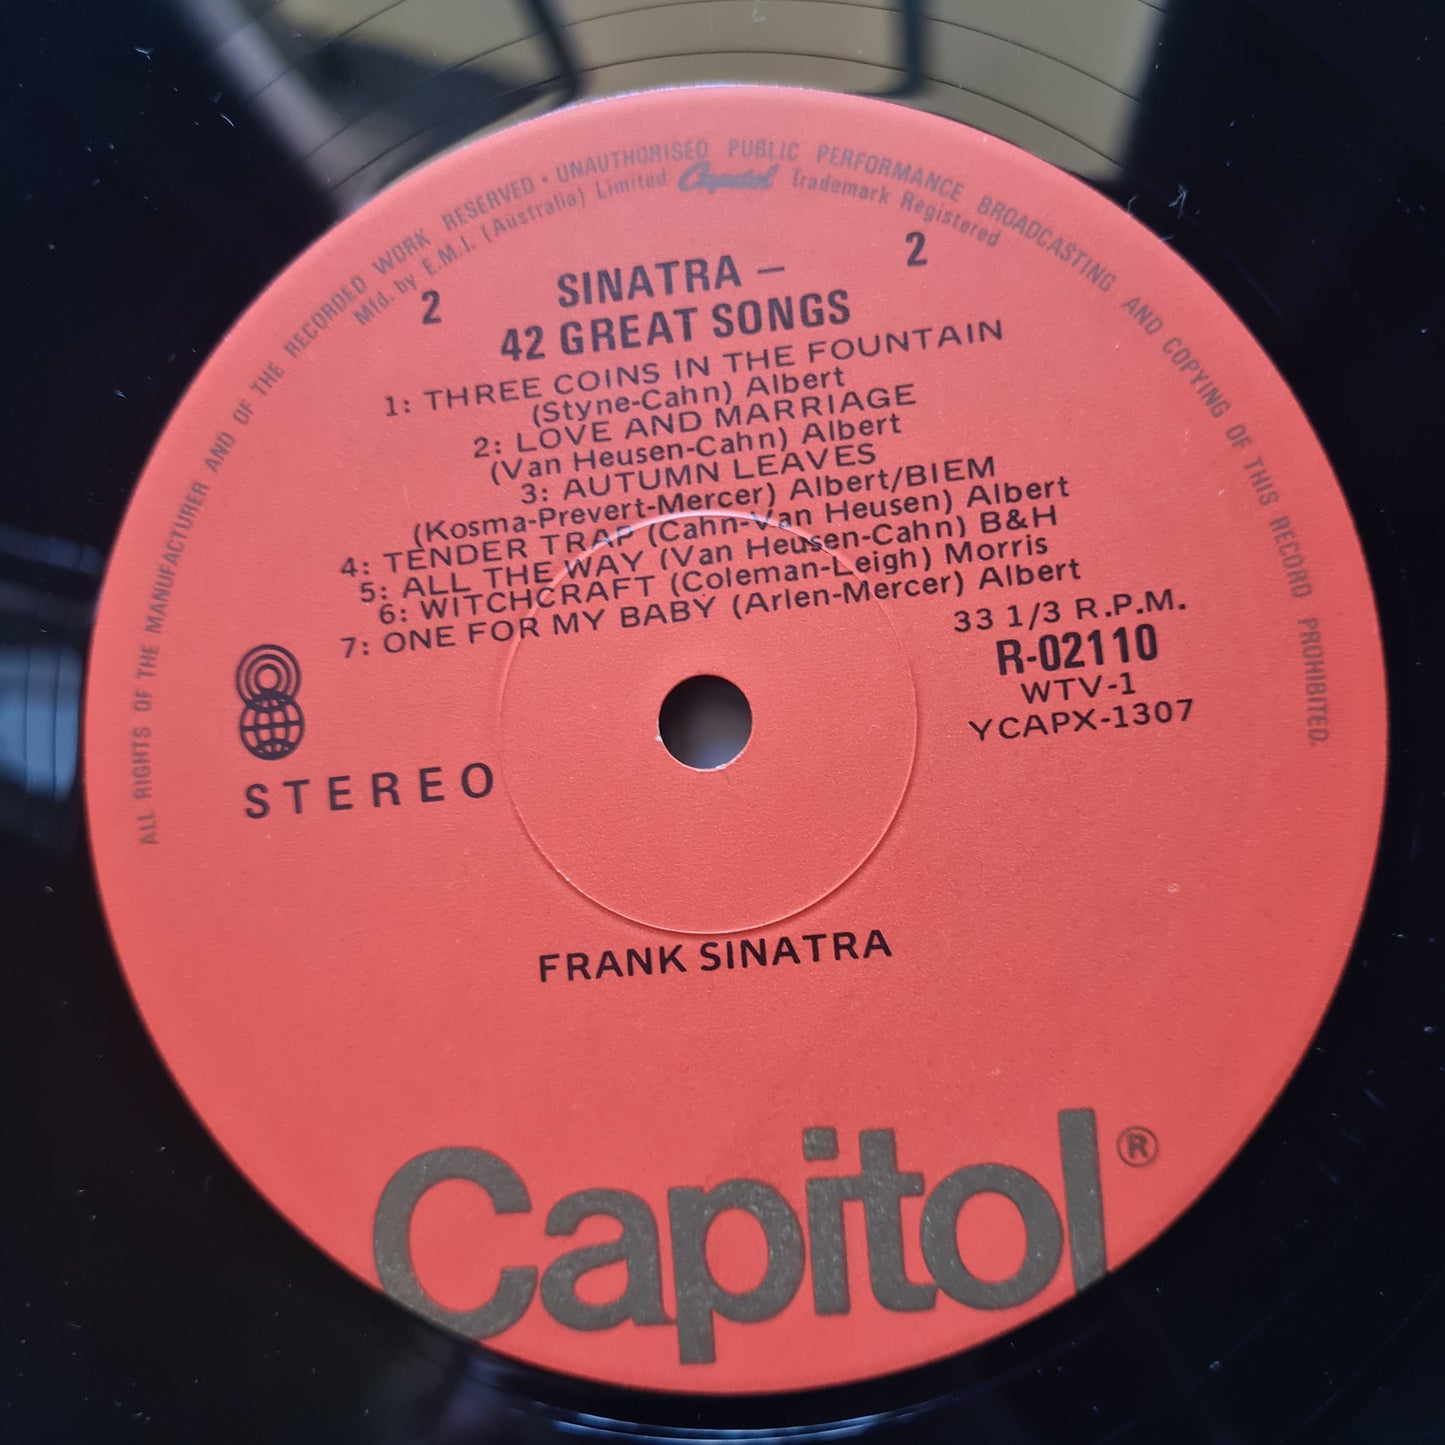 ALL RIGHTS OF THE MANUFACTURER AND OF THE RECORDED WORK RESERVED • UNAUTHORISED PUBLIC PERFORMANCE BROADCASTING AND COPYING OF THIS RECORD PROHIBITED.
Mfd. by E.M.I. (Australia) Limited Capitol Trademark Registered
2 2
SINATRA –
42 GREAT SONGS
1: THREE COINS IN THE FOUNTAIN
(Styne-Cahn) Albert
2: LOVE AND MARRIAGE
(Van Heusen-Cahn) Albert
3: AUTUMN LEAVES
(Kosma-Prevert-Mercer) Albert/BIEM
4: TENDER TRAP (Cahn-Van Heusen) Albert
5: ALL THE WAY (Van Heusen-Cahn) B&H
6: WITCHCRAFT (Coleman-Leigh) Morris
7: ONE FOR MY BABY (Arlen-Mercer) Albert
33 1/3 R.P.M.
R-02110
WTV-1
YCAPX-1307
STEREO
FRANK SINATRA
Capitol®